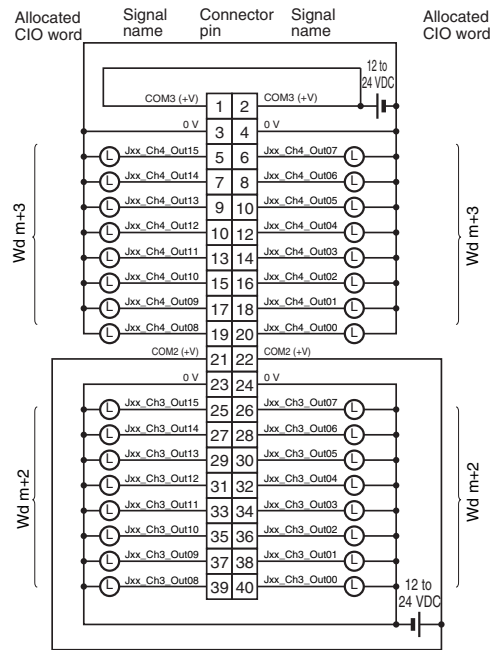 Allocated CIO word Signal name Connector pin Signal name Allocated CIO word
12 to 24 VDC
COM3 (+V) 1 2 COM3 (+V)
0 V 3 4 0 V
L Jxx_Ch4_Out15 5 6 Jxx_Ch4_Out07 L
L Jxx_Ch4_Out14 7 8 Jxx_Ch4_Out06 L
L Jxx_Ch4_Out13 9 10 Jxx_Ch4_Out05 L
L Jxx_Ch4_Out12 10 12 Jxx_Ch4_Out04 L
Wd m+3 Wd m+3
L Jxx_Ch4_Out11 13 14 Jxx_Ch4_Out03 L
L Jxx_Ch4_Out10 15 16 Jxx_Ch4_Out02 L
L Jxx_Ch4_Out09 17 18 Jxx_Ch4_Out01 L
L Jxx_Ch4_Out08 19 20 Jxx_Ch4_Out00 L
COM2 (+V) 21 22 COM2 (+V)
0 V 23 24 0 V
L Jxx_Ch3_Out15 25 26 Jxx_Ch3_Out07 L
L Jxx_Ch3_Out14 27 28 Jxx_Ch3_Out06 L
L Jxx_Ch3_Out13 29 30 Jxx_Ch3_Out05 L
L Jxx_Ch3_Out12 31 32 Jxx_Ch3_Out04 L
Wd m+2 Wd m+2
L Jxx_Ch3_Out11 33 34 Jxx_Ch3_Out03 L
L Jxx_Ch3_Out10 35 36 Jxx_Ch3_Out02 L
L Jxx_Ch3_Out09 37 38 Jxx_Ch3_Out01 L
L Jxx_Ch3_Out08 39 40 Jxx_Ch3_Out00 L
12 to 24 VDC